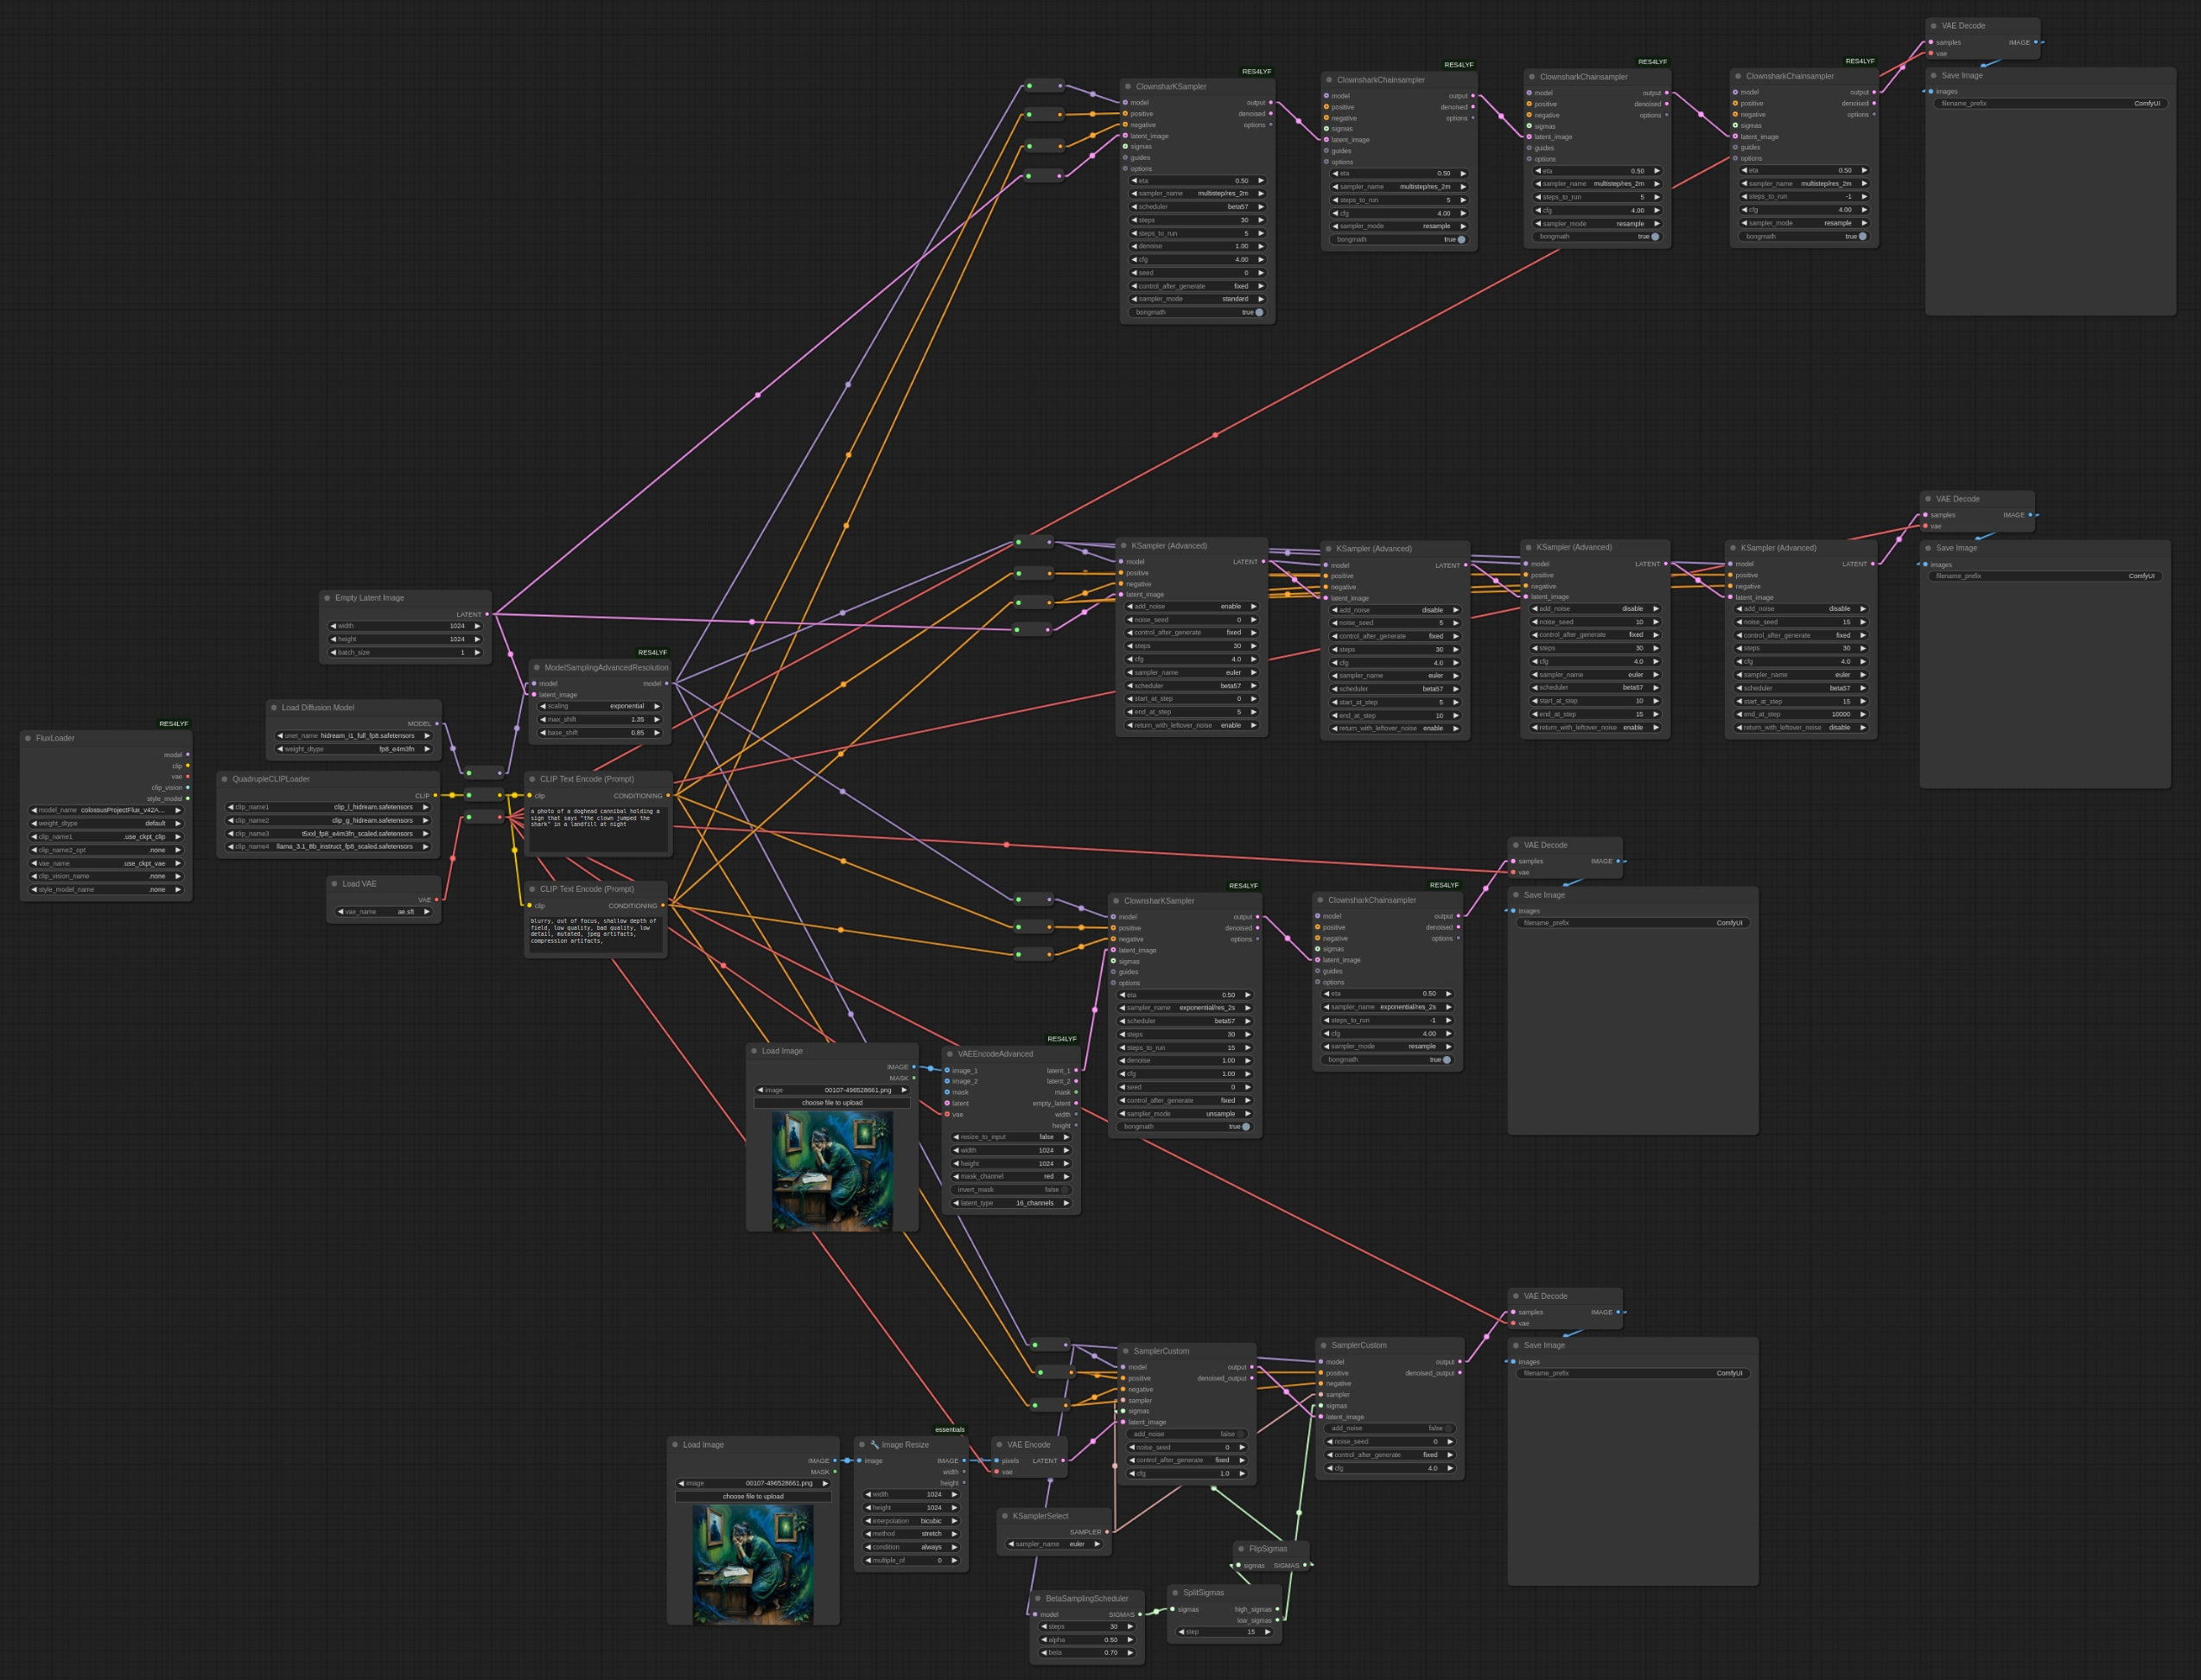 VAE Decode
samples IMAGE
vae
Save Image
images
filename_prefix ComfyUI
RES4LYF
ClownsharKSampler
model output
positive denoised
negative options
latent_image
sigmas
guides
options
eta 0.50
sampler_name multistep/res_2m
scheduler beta57
steps 30
steps_to_run 5
denoise 1.00
cfg 4.00
seed 0
control_after_generate fixed
sampler_mode standard
bongmath true
RES4LYF
ClownsharkChainsampler
model output
positive denoised
negative options
sigmas
latent_image
guides
options
eta 0.50
sampler_name multistep/res_2m
steps_to_run 5
cfg 4.00
sampler_mode resample
bongmath true
RES4LYF
ClownsharkChainsampler
model output
positive denoised
negative options
sigmas
latent_image
guides
options
eta 0.50
sampler_name multistep/res_2m
steps_to_run 5
cfg 4.00
sampler_mode resample
bongmath true
RES4LYF
ClownsharkChainsampler
model output
positive denoised
negative options
sigmas
latent_image
guides
options
eta 0.50
sampler_name multistep/res_2m
steps_to_run -1
cfg 4.00
sampler_mode resample
bongmath true
VAE Decode
samples IMAGE
vae
Save Image
images
filename_prefix ComfyUI
KSampler (Advanced)
model LATENT
positive
negative
latent_image
add_noise enable
noise_seed 0
control_after_generate fixed
steps 30
cfg 4.0
sampler_name euler
scheduler beta57
start_at_step 0
end_at_step 5
return_with_leftover_noise enable
KSampler (Advanced)
model LATENT
positive
negative
latent_image
add_noise disable
noise_seed 5
control_after_generate fixed
steps 30
cfg 4.0
sampler_name euler
scheduler beta57
start_at_step 5
end_at_step 10
return_with_leftover_noise enable
KSampler (Advanced)
model LATENT
positive
negative
latent_image
add_noise disable
noise_seed 10
control_after_generate fixed
steps 30
cfg 4.0
sampler_name euler
scheduler beta57
start_at_step 10
end_at_step 15
return_with_leftover_noise enable
KSampler (Advanced)
model LATENT
positive
negative
latent_image
add_noise disable
noise_seed 15
control_after_generate fixed
steps 30
cfg 4.0
sampler_name euler
scheduler beta57
start_at_step 15
end_at_step 10000
return_with_leftover_noise disable
Empty Latent Image
LATENT
width 1024
height 1024
batch_size 1
RES4LYF
ModelSamplingAdvancedResolution
model model
latent_image
scaling exponential
max_shift 1.35
base_shift 0.85
Load Diffusion Model
MODEL
unet_name hidream_i1_full_fp8.safetensors
weight_dtype fp8_e4m3fn
RES4LYF
FluxLoader
model
clip
vae
clip_vision
style_model
model_name colossusProjectFlux_v42A...
weight_dtype default
clip_name1 .use_ckpt_clip
clip_name2_opt .none
vae_name .use_ckpt_vae
clip_vision_name .none
style_model_name .none
QuadrupleCLIPLoader
CLIP
clip_name1 clip_l_hidream.safetensors
clip_name2 clip_g_hidream.safetensors
clip_name3 t5xxl_fp8_e4m3fn_scaled.safetensors
clip_name4 llama_3.1_8b_instruct_fp8_scaled.safetensors
Load VAE
VAE
vae_name ae.sft
CLIP Text Encode (Prompt)
clip CONDITIONING
a photo of a doghead cannibal holding a
sign that says "the clown jumped the
shark" in a landfill at night
CLIP Text Encode (Prompt)
clip CONDITIONING
blurry, out of focus, shallow depth of
field, low quality, bad quality, low
detail, mutated, jpeg artifacts,
compression artifacts,
RES4LYF
ClownsharKSampler
model output
positive denoised
negative options
latent_image
sigmas
guides
options
eta 0.50
sampler_name exponential/res_2s
scheduler beta57
steps 30
steps_to_run 15
denoise 1.00
cfg 1.00
seed 0
control_after_generate fixed
sampler_mode unsample
bongmath true
RES4LYF
ClownsharkChainsampler
model output
positive denoised
negative options
sigmas
latent_image
guides
options
eta 0.50
sampler_name exponential/res_2s
steps_to_run -1
cfg 4.00
sampler_mode resample
bongmath true
VAE Decode
samples IMAGE
vae
Save Image
images
filename_prefix ComfyUI
Load Image
IMAGE
MASK
image 00107-496528661.png
choose file to upload
RES4LYF
VAEEncodeAdvanced
image_1 latent_1
image_2 latent_2
mask mask
latent empty_latent
vae width
height
resize_to_input false
width 1024
height 1024
mask_channel red
invert_mask false
latent_type 16_channels
VAE Decode
samples IMAGE
vae
Save Image
images
filename_prefix ComfyUI
SamplerCustom
model output
positive denoised_output
negative
sampler
sigmas
latent_image
add_noise false
noise_seed 0
control_after_generate fixed
cfg 1.0
SamplerCustom
model output
positive denoised_output
negative
sampler
sigmas
latent_image
add_noise false
noise_seed 0
control_after_generate fixed
cfg 4.0
Load Image
IMAGE
MASK
image 00107-496528661.png
choose file to upload
essentials
Image Resize
image IMAGE
width
height
width 1024
height 1024
interpolation bicubic
method stretch
condition always
multiple_of 0
VAE Encode
pixels LATENT
vae
KSamplerSelect
SAMPLER
sampler_name euler
FlipSigmas
sigmas SIGMAS
BetaSamplingScheduler
model SIGMAS
steps 30
alpha 0.50
beta 0.70
SplitSigmas
sigmas high_sigmas
low_sigmas
step 15